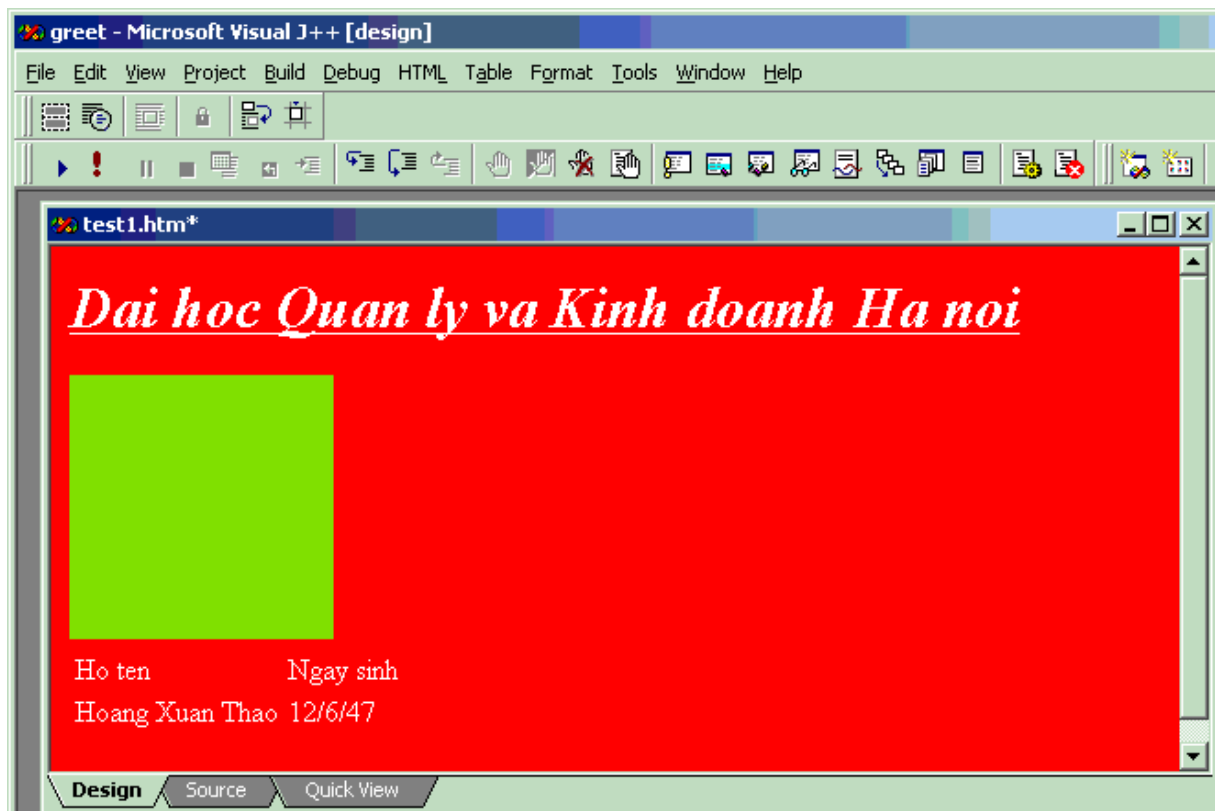 greet - Microsoft Visual J++ [design]
File Edit View Project Build Debug HTML Table Format Tools Window Help
test1.htm*
Dai hoc Quan ly va Kinh doanh Ha noi
Ho ten Ngay sinh
Hoang Xuan Thao 12/6/47
Design Source Quick View